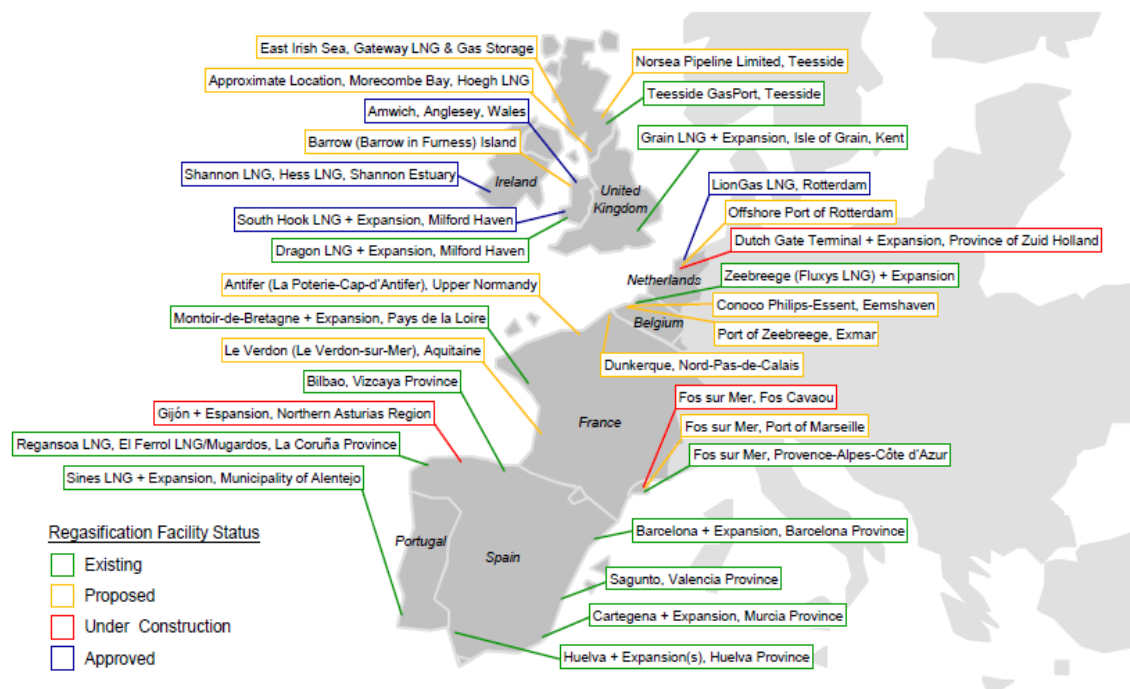 East Irish Sea, Gateway LNG & Gas Storage
Norsea Pipeline Limited, Teesside
Approximate Location, Morecombe Bay, Hoegh LNG
Teesside GasPort, Teesside
Amwich, Anglesey, Wales
Grain LNG + Expansion, Isle of Grain, Kent
Barrow (Barrow in Furness) Island
Shannon LNG, Hess LNG, Shannon Estuary
Ireland
United
Kingdom
LionGas LNG, Rotterdam
South Hook LNG + Expansion, Milford Haven
Offshore Port of Rotterdam
Dragon LNG + Expansion, Milford Haven
Dutch Gate Terminal + Expansion, Province of Zuid Holland
Netherlands
Zeebreege (Fluxys LNG) + Expansion
Antifer (La Poterie-Cap-d'Antifer), Upper Normandy
Conoco Philips-Essent, Eemshaven
Montoir-de-Bretagne + Expansion, Pays de la Loire
Belgium
Port of Zeebreege, Exmar
Le Verdon (Le Verdon-sur-Mer), Aquitaine
Dunkerque, Nord-Pas-de-Calais
Bilbao, Vizcaya Province
Fos sur Mer, Fos Cavaou
Gijón + Espansion, Northern Asturias Region
France
Fos sur Mer, Port of Marseille
Regansoa LNG, El Ferrol LNG/Mugardos, La Coruña Province
Fos sur Mer, Provence-Alpes-Côte d'Azur
Sines LNG + Expansion, Municipality of Alentejo
Barcelona + Expansion, Barcelona Province
Portugal
Spain
Sagunto, Valencia Province
Cartegena + Expansion, Murcia Province
Huelva + Expansion(s), Huelva Province
Regasification Facility Status
Existing
Proposed
Under Construction
Approved